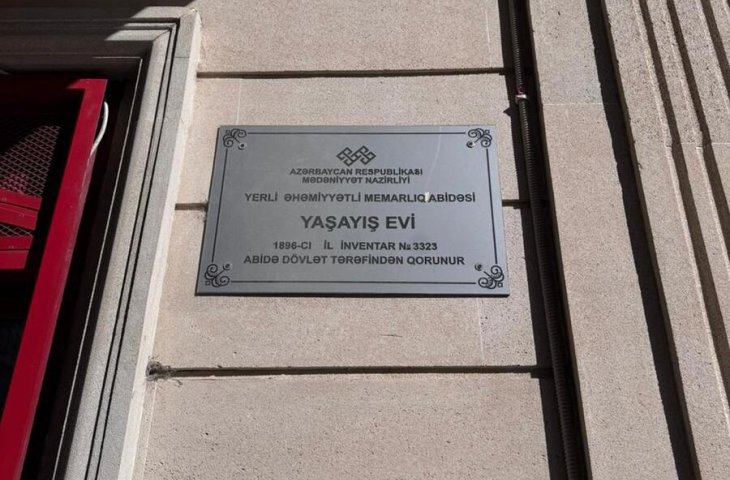 AZƏRBAYCAN RESPUBLİKASI
MƏDƏNİYYƏT NAZİRLİYİ
YERLİ ƏHƏMİYYƏTLİ MEMARLIQ ABİDƏSİ
YAŞAYIŞ EVİ
1896-CI İL İNVENTAR № 3323
ABİDƏ DÖVLƏT TƏRƏFİNDƏN QORUNUR